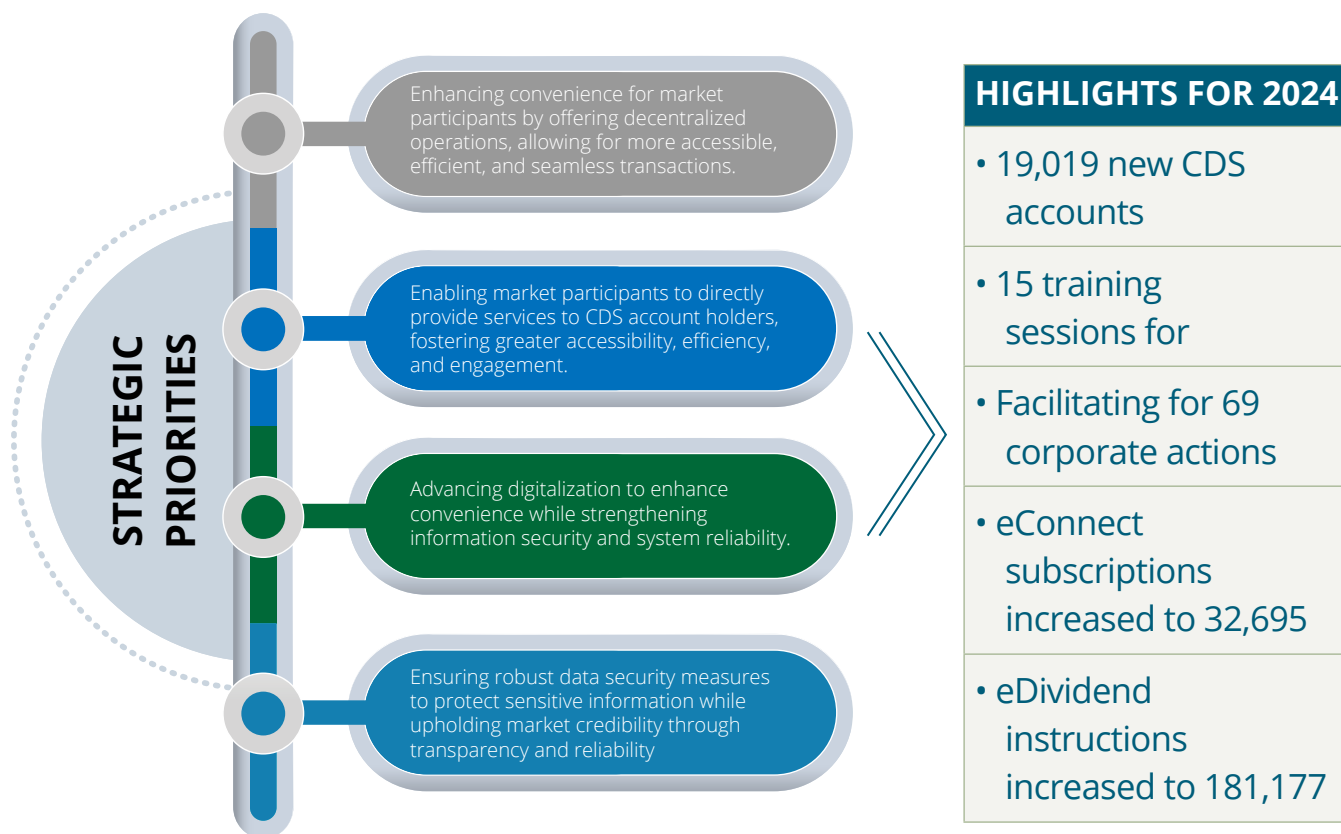 STRATEGIC
PRIORITIES
Enhancing convenience for market
participants by offering decentralized
operations, allowing for more accessible,
efficient, and seamless transactions.
Enabling market participants to directly
provide services to CDS account holders,
fostering greater accessibility, efficiency,
and engagement.
Advancing digitalization to enhance
convenience while strengthening
information security and system reliability.
Ensuring robust data security measures
to protect sensitive information while
upholding market credibility through
transparency and reliability
HIGHLIGHTS FOR 2024
• 19,019 new CDS
accounts
• 15 training
sessions for
• Facilitating for 69
corporate actions
• eConnect
subscriptions
increased to 32,695
• eDividend
instructions
increased to 181,177